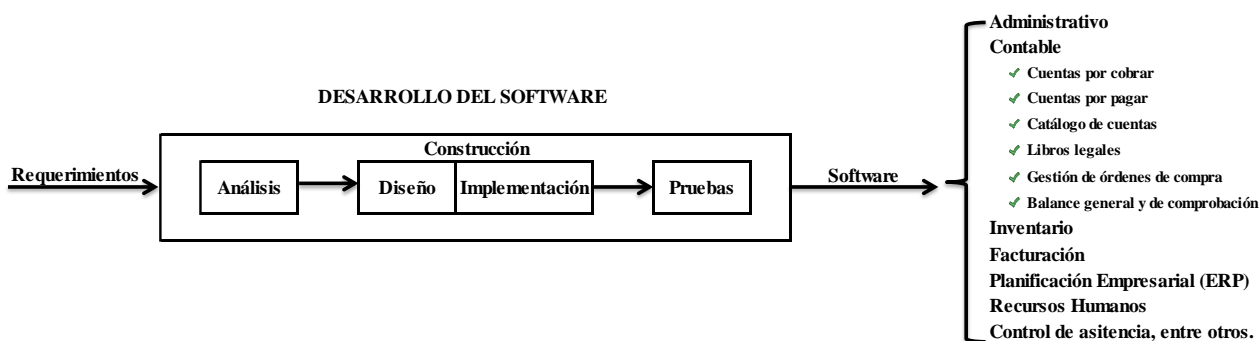 DESARROLLO DEL SOFTWARE
Requerimientos
Construcción
Análisis
Diseño
Implementación
Pruebas
Software
Administrativo
Contable
Cuentas por cobrar
Cuentas por pagar
Catálogo de cuentas
Libros legales
Gestión de órdenes de compra
Balance general y de comprobación
Inventario
Facturación
Planificación Empresarial (ERP)
Recursos Humanos
Control de asitencia, entre otros.